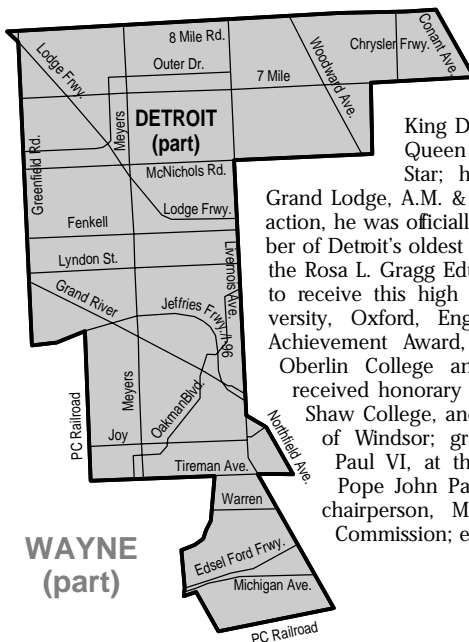 8 Mile Rd.
Outer Dr.
7 Mile
Lodge Frwy.
Woodward Ave.
Chrysler Frwy.
Conant Ave.
Greenfield Rd.
Meyers
DETROIT
(part)
McNichols Rd.
Lodge Frwy.
Fenkell
Lyndon St.
Livernois Ave.
Grand River
Jeffries Frwy./I-96
Meyers
Oakman Blvd.
PC Railroad
Joy
Northfield Ave.
Tireman Ave.
Warren
Edsel Ford Frwy.
Michigan Ave.
PC Railroad
WAYNE
(part)
King D
Queen
Star; h
Grand Lodge, A.M. &
action, he was officially
ber of Detroit's oldest
the Rosa L. Gragg Edu
to receive this high
versity, Oxford, Eng
Achievement Award,
Oberlin College an
received honorary
Shaw College, and
of Windsor; gr
Paul VI, at th
Pope John Pa
chairperson, M
Commission; e